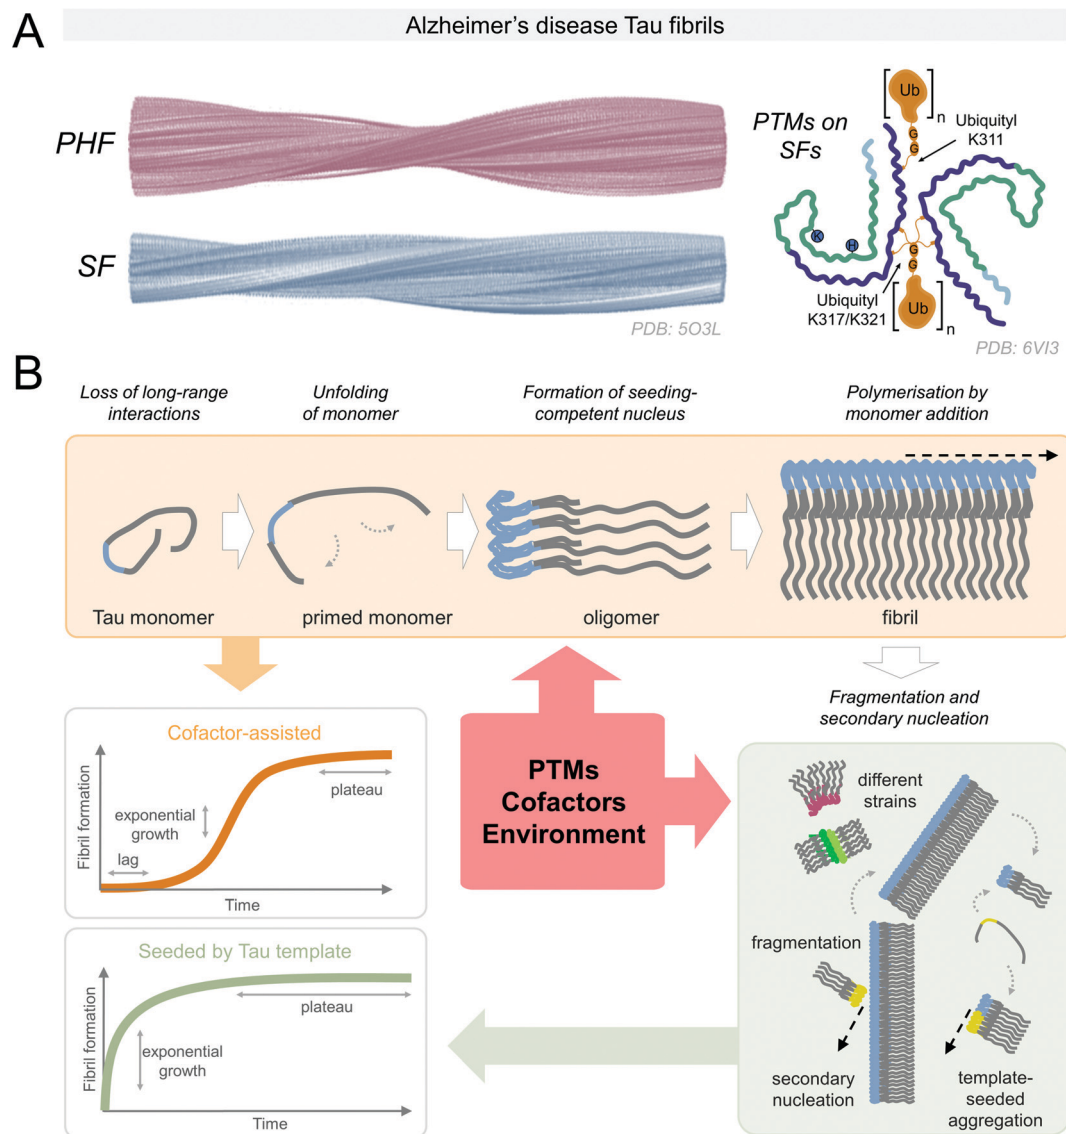 A
Alzheimer's disease Tau fibrils
PHF
SF
PDB: 5O3L
PTMs on
SFs
Ub
n
G
G
Ubiquityl
K311
K
H
G
G
Ubiquityl
K317/K321
Ub
n
PDB: 6VI3
B
Loss of long-range
interactions
Unfolding
of monomer
Formation of seeding-
competent nucleus
Polymerisation by
monomer addition
Tau monomer
primed monomer
oligomer
fibril
Cofactor-assisted
Fibril formation
lag
exponential
growth
plateau
Time
PTMs
Cofactors
Environment
Fragmentation and
secondary nucleation
different
strains
fragmentation
secondary
nucleation
template-
seeded
aggregation
Seeded by Tau template
Fibril formation
exponential
growth
plateau
Time